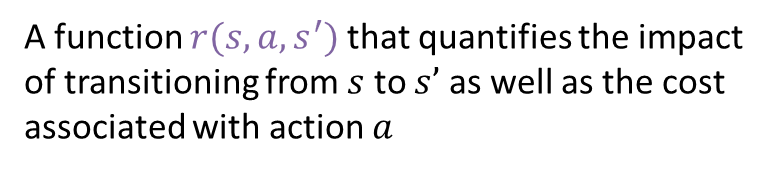 A function r(s, a, s′) that quantifies the impact
of transitioning from s to s’ as well as the cost
associated with action a